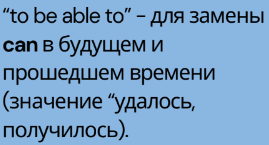 “to be able to” – для замены
can в будущем и
прошедшем времени
(значение “удалось,
получилось).